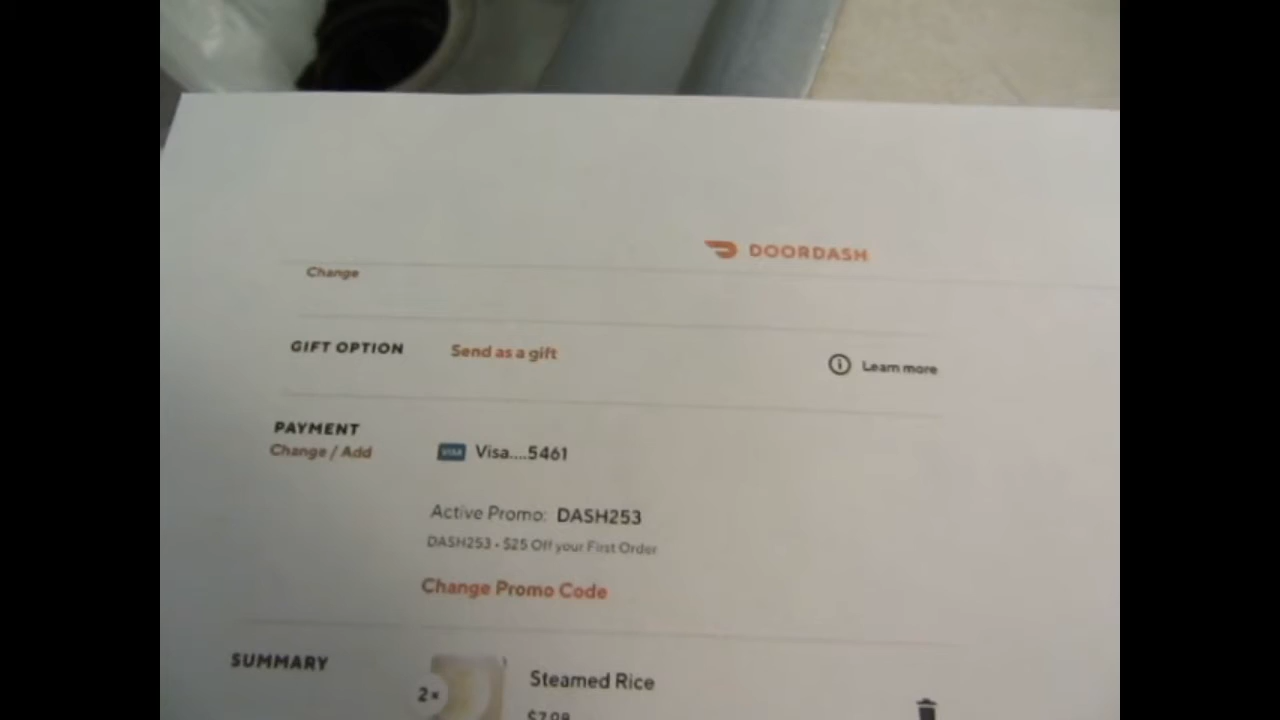 DOORDASH
Change
GIFT OPTION Send as a gift Learn more
PAYMENT
Change / Add VISA Visa....5461
Active Promo: DASH253
DASH253 • $25 Off your First Order
Change Promo Code
SUMMARY
2× Steamed Rice